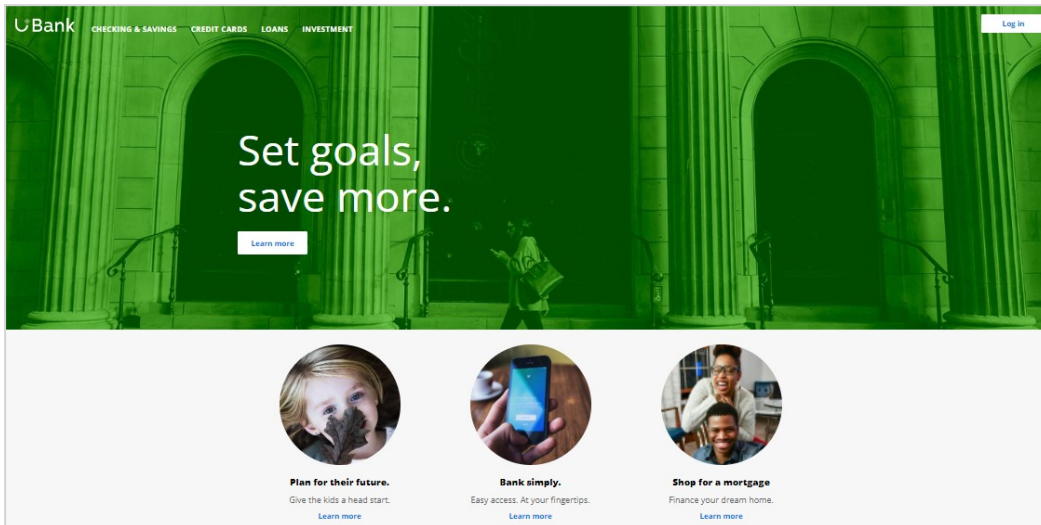 UBank
CHECKING & SAVINGS CREDIT CARDS LOANS INVESTMENT
Log in
Set goals,
save more.
Learn more
Plan for their future.
Give the kids a head start.
Learn more
Bank simply.
Easy access. At your fingertips.
Learn more
Shop for a mortgage
Finance your dream home.
Learn more